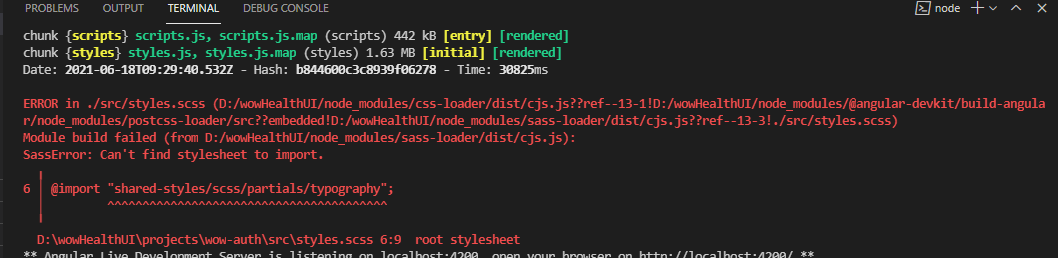 PROBLEMS OUTPUT TERMINAL DEBUG CONSOLE node
chunk {scripts} scripts.js, scripts.js.map (scripts) 442 kB [entry] [rendered]
chunk {styles} styles.js, styles.js.map (styles) 1.63 MB [initial] [rendered]
Date: 2021-06-18T09:29:40.532Z - Hash: b844600c3c8939f06278 - Time: 30825ms
ERROR in ./src/styles.scss (D:/wowHealthUI/node_modules/css-loader/dist/cjs.js??ref--13-1!D:/wowHealthUI/node_modules/@angular-devkit/build-angula
r/node_modules/postcss-loader/src??embedded!D:/wowHealthUI/node_modules/sass-loader/dist/cjs.js??ref--13-3!./src/styles.scss)
Module build failed (from D:/wowHealthUI/node_modules/sass-loader/dist/cjs.js):
SassError: Can't find stylesheet to import.
6 │ @import "shared-styles/scss/partials/typography";
^^^^^^^^^^^^^^^^^^^^^^^^^^^^^^^^^^^^^^^^
D:\wowHealthUI\projects\wow-auth\src\styles.scss 6:9 root stylesheet
** Angular Live Development Server is listening on localhost:4200, open your browser on http://localhost:4200/ **